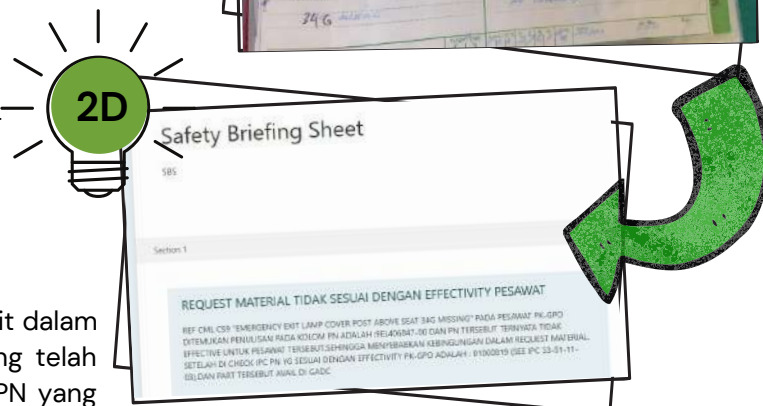 34G
2D
Safety Briefing Sheet
SBS
Section 1
REQUEST MATERIAL TIDAK SESUAI DENGAN EFFECTIVITY PESAWAT
REF CML C59 "EMERGENCY EXIT LAMP COVER POST ABOVE SEAT 34G MISSING" PADA PESAWAT PK-GPO
DITEMUKAN PENULISAN PADA KOLOM PN ADALAH DAN PN TERSEBUT TERNYATA TIDAK
EFFECTIVE UNTUK PESAWAT TERSEBUT.SEHINGGA MENYEBABKAN KEBINGUNGAN DALAM REQUEST MATERIAL.
SETELAH DI CHECK IPC PN YG SESUAI DENGAN EFFECTIVITY PK-GPO ADALAH : 01000819 (SEE IPC 33-51-11-
03),DAN PART TERSEBUT AVAIL DI GADC
it dalam
ng telah
PN yang